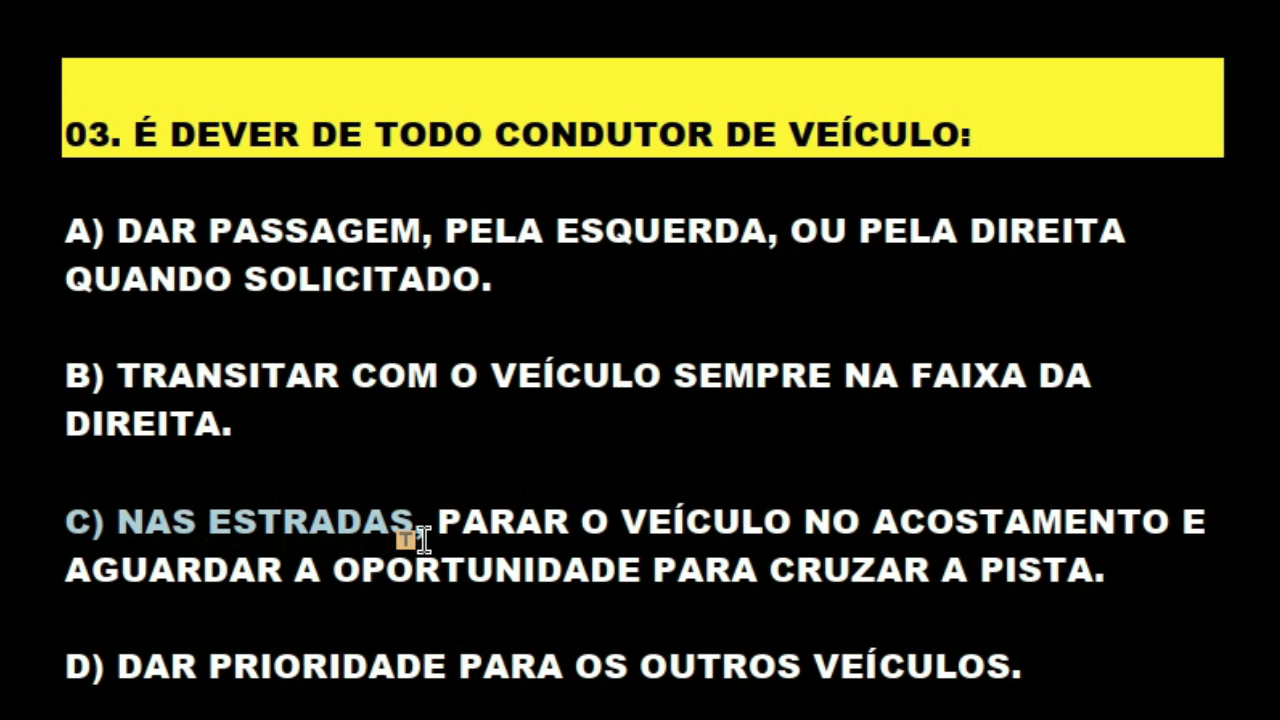 03. É DEVER DE TODO CONDUTOR DE VEÍCULO:
A) DAR PASSAGEM, PELA ESQUERDA, OU PELA DIREITA
QUANDO SOLICITADO.
B) TRANSITAR COM O VEÍCULO SEMPRE NA FAIXA DA
DIREITA.
C) NAS ESTRADAS, PARAR O VEÍCULO NO ACOSTAMENTO E
AGUARDAR A OPORTUNIDADE PARA CRUZAR A PISTA.
D) DAR PRIORIDADE PARA OS OUTROS VEÍCULOS.